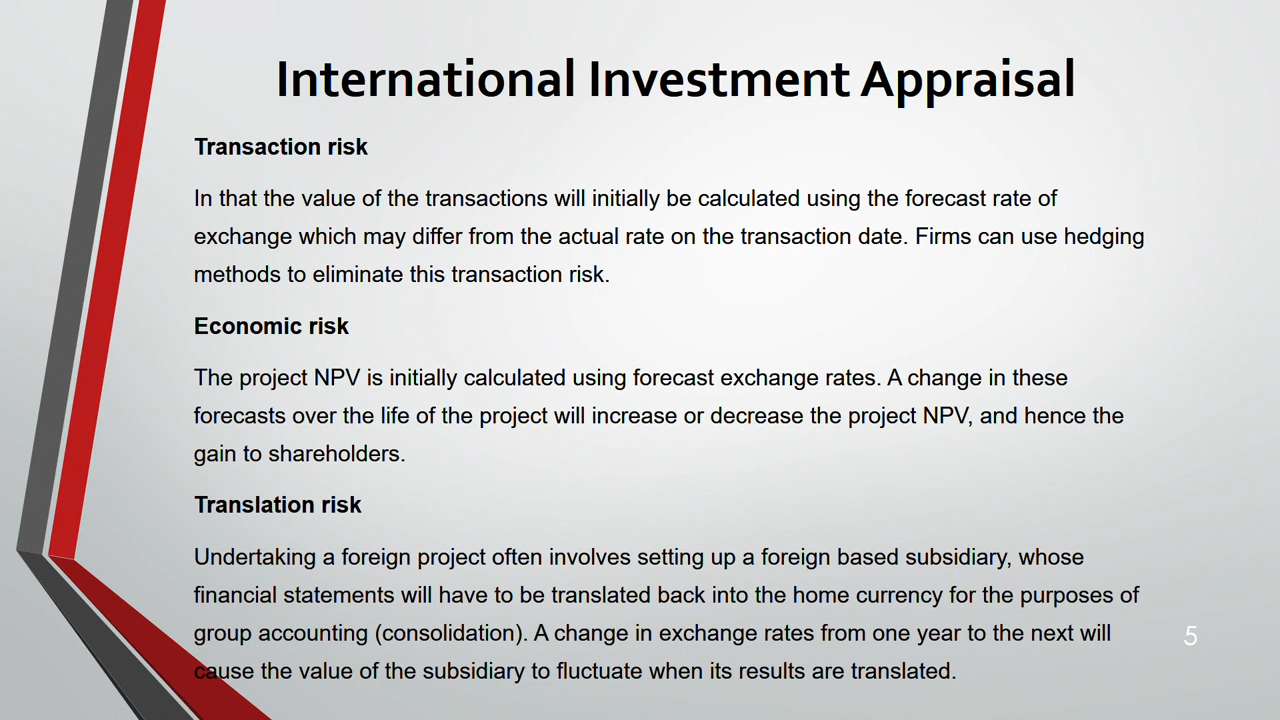 International Investment Appraisal
Transaction risk
In that the value of the transactions will initially be calculated using the forecast rate of
exchange which may differ from the actual rate on the transaction date. Firms can use hedging
methods to eliminate this transaction risk.
Economic risk
The project NPV is initially calculated using forecast exchange rates. A change in these
forecasts over the life of the project will increase or decrease the project NPV, and hence the
gain to shareholders.
Translation risk
Undertaking a foreign project often involves setting up a foreign based subsidiary, whose
financial statements will have to be translated back into the home currency for the purposes of
group accounting (consolidation). A change in exchange rates from one year to the next will
cause the value of the subsidiary to fluctuate when its results are translated.
5